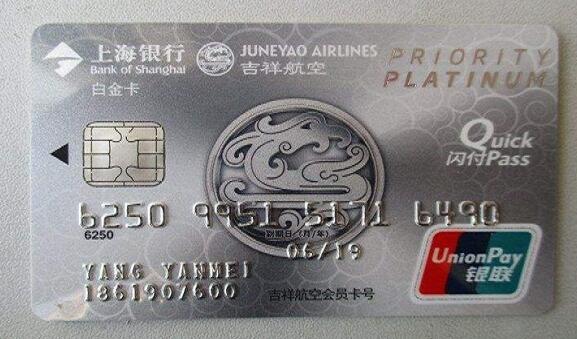 上海银行
Bank of Shanghai
JUNEYAO AIRLINES
吉祥航空
PRIORITY
PLATINUM
白金卡
Quick
闪付Pass
6250 9951 5171 6490
6250
到期日(月/年)
06/19
YANG YANMEI
1861907600
吉祥航空会员卡号
UnionPay
银联